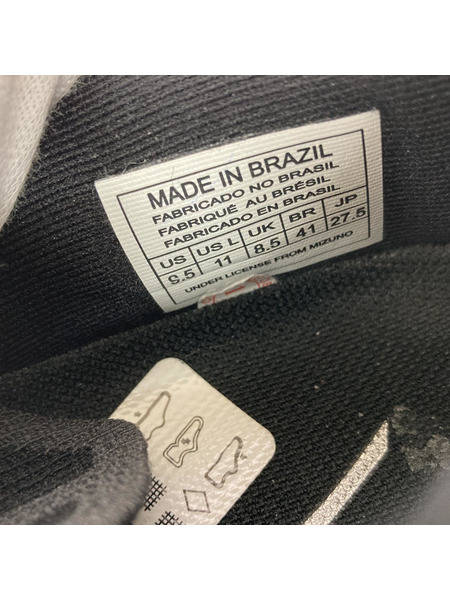 MADE IN BRAZIL
FABRICADO NO BRASIL
FABRIQUÉ AU BRÉSIL
FABRICADO EN BRASIL
US US L UK BR JP
9.5 11 8.5 41 27.5
UNDER LICENSE FROM MIZUNO